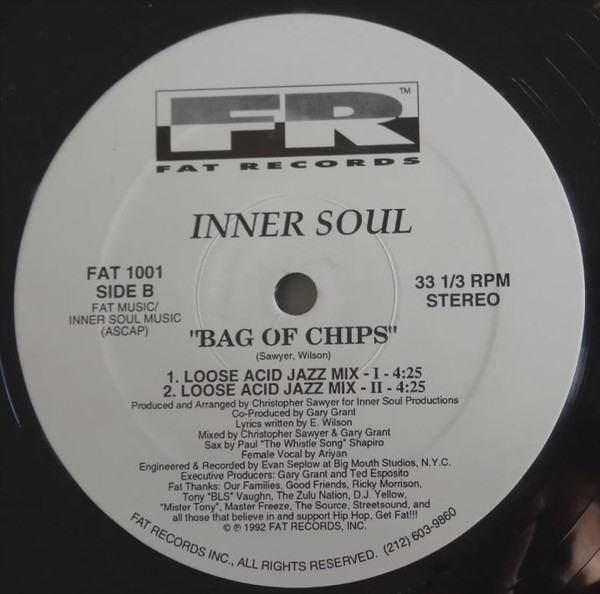 FR™
FAT RECORDS
INNER SOUL
FAT 1001
SIDE B
FAT MUSIC/
INNER SOUL MUSIC
(ASCAP)
33 1/3 RPM
STEREO
"BAG OF CHIPS"
(Sawyer, Wilson)
1. LOOSE ACID JAZZ MIX - I - 4:25
2. LOOSE ACID JAZZ MIX - II - 4:25
Produced and Arranged by Christopher Sawyer for Inner Soul Productions
Co-Produced by Gary Grant
Lyrics written by E. Wilson
Mixed by Christopher Sawyer & Gary Grant
Sax by Paul "The Whistle Song" Shapiro
Female Vocal by Ariyan
Engineered & Recorded by Evan Seplow at Big Mouth Studios, N.Y.C.
Executive Producers: Gary Grant and Ted Esposito
Fat Thanks: Our Families, Good Friends, Ricky Morrison,
Tony "BLS" Vaughn, The Zulu Nation, D.J. Yellow,
"Mister Tony", Master Freeze, The Source, Streetsound, and
all those that believe in and support Hip Hop, Get Fat!!!
© ℗ 1992 FAT RECORDS, INC.
FAT RECORDS INC., ALL RIGHTS RESERVED. (212) 603-9860